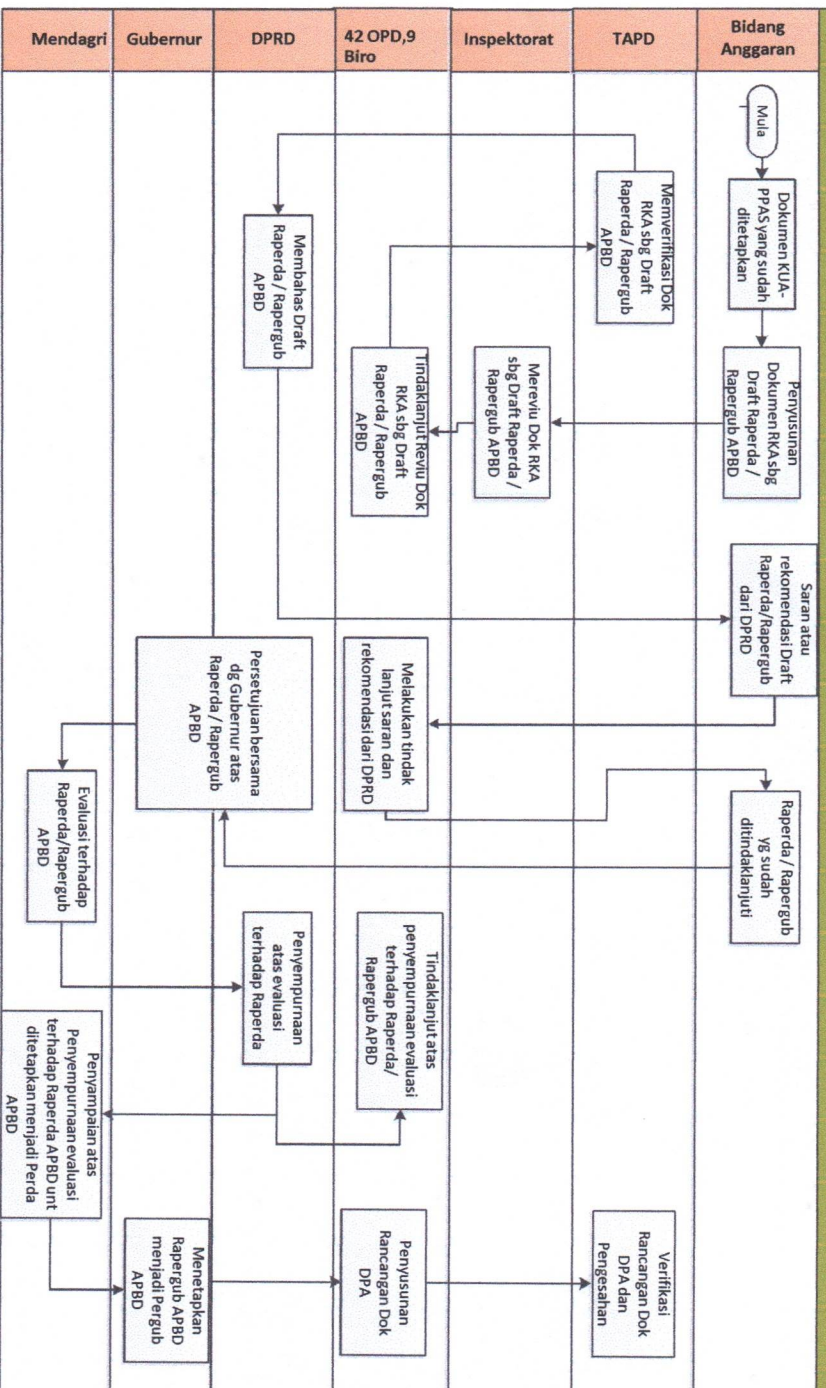 Mendagri
Gubernur
DPRD
42 OPD,9
Biro
Inspektorat
TAPD
Bidang
Anggaran
Mula
Dokumen KUA-
PPAS yang sudah
ditetapkan
Penyusunan
Dokumen RKA sbg
Draft Raperda /
Rapergub APBD
Mereviu Dok RKA
sbg Draft Raperda /
Rapergub APBD
Tindaklanjut Reviu Dok
RKA sbg Draft
Raperda / Rapergub
APBD
Memverifikasi Dok
RKA sbg Draft
Raperda / Rapergub
APBD
Membahas Draft
Raperda / Rapergub
APBD
Saran atau
rekomendasi Draft
Raperda/Rapergub
dari DPRD
Melakukan tindak
lanjut saran dan
rekomendasi dari DPRD
Raperda / Rapergub
yg sudah
ditindaklanjuti
Persetujuan bersama
dg Gubernur atas
Raperda / Rapergub
APBD
Evaluasi terhadap
Raperda/Rapergub
APBD
Penyempurnaan
atas evaluasi
terhadap Raperda
Tindaklanjut atas
penyempurnaan evaluasi
terhadap Raperda/
Rapergub APBD
Penyampaian atas
Penyempurnaan evaluasi
terhadap Raperda APBD unt
ditetapkan menjadi Perda
APBD
Menetapkan
Rapergub APBD
menjadi Pergub
APBD
Penyusunan
Rancangan Dok
DPA
Verifikasi
Rancangan Dok
DPA dan
Pengesahan